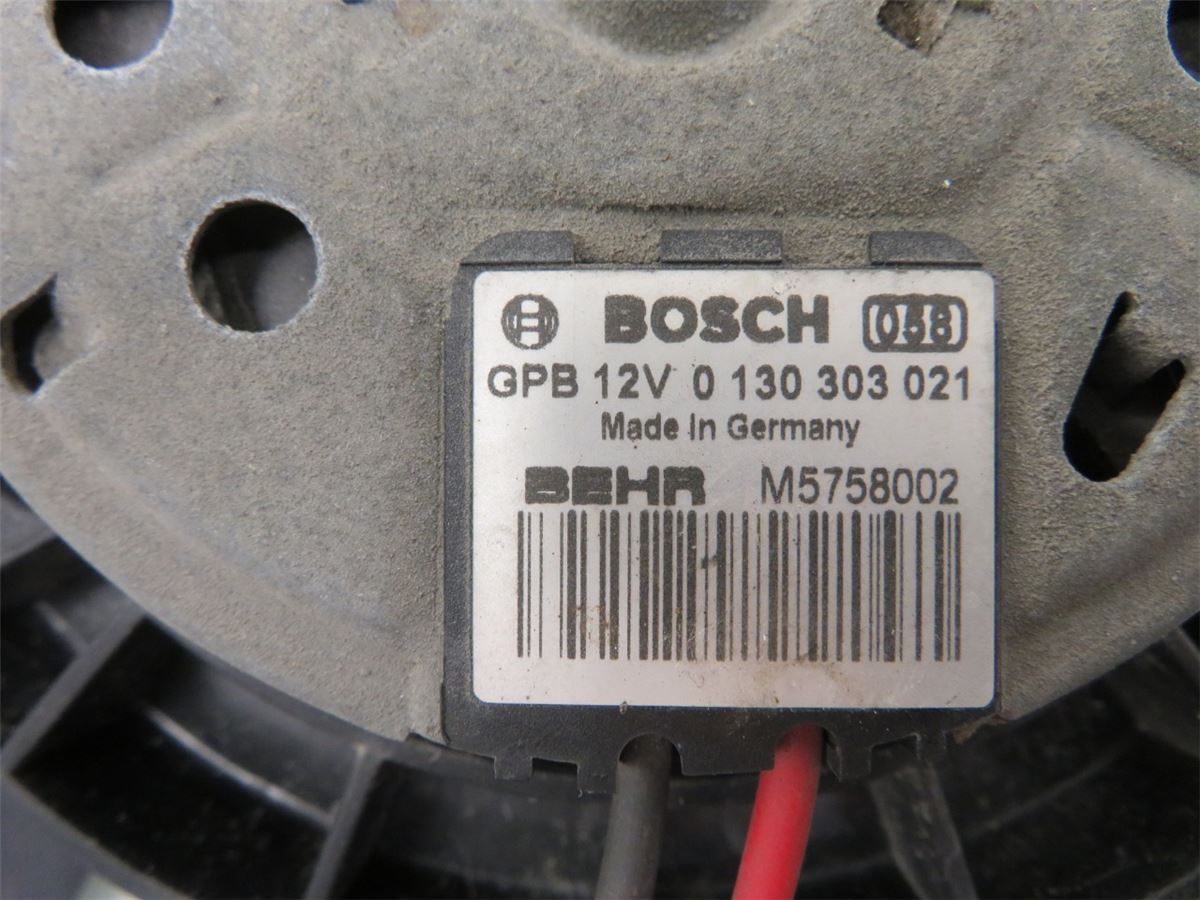 BOSCH 058
GPB 12V 0 130 303 021
Made In Germany
BEHR M5758002